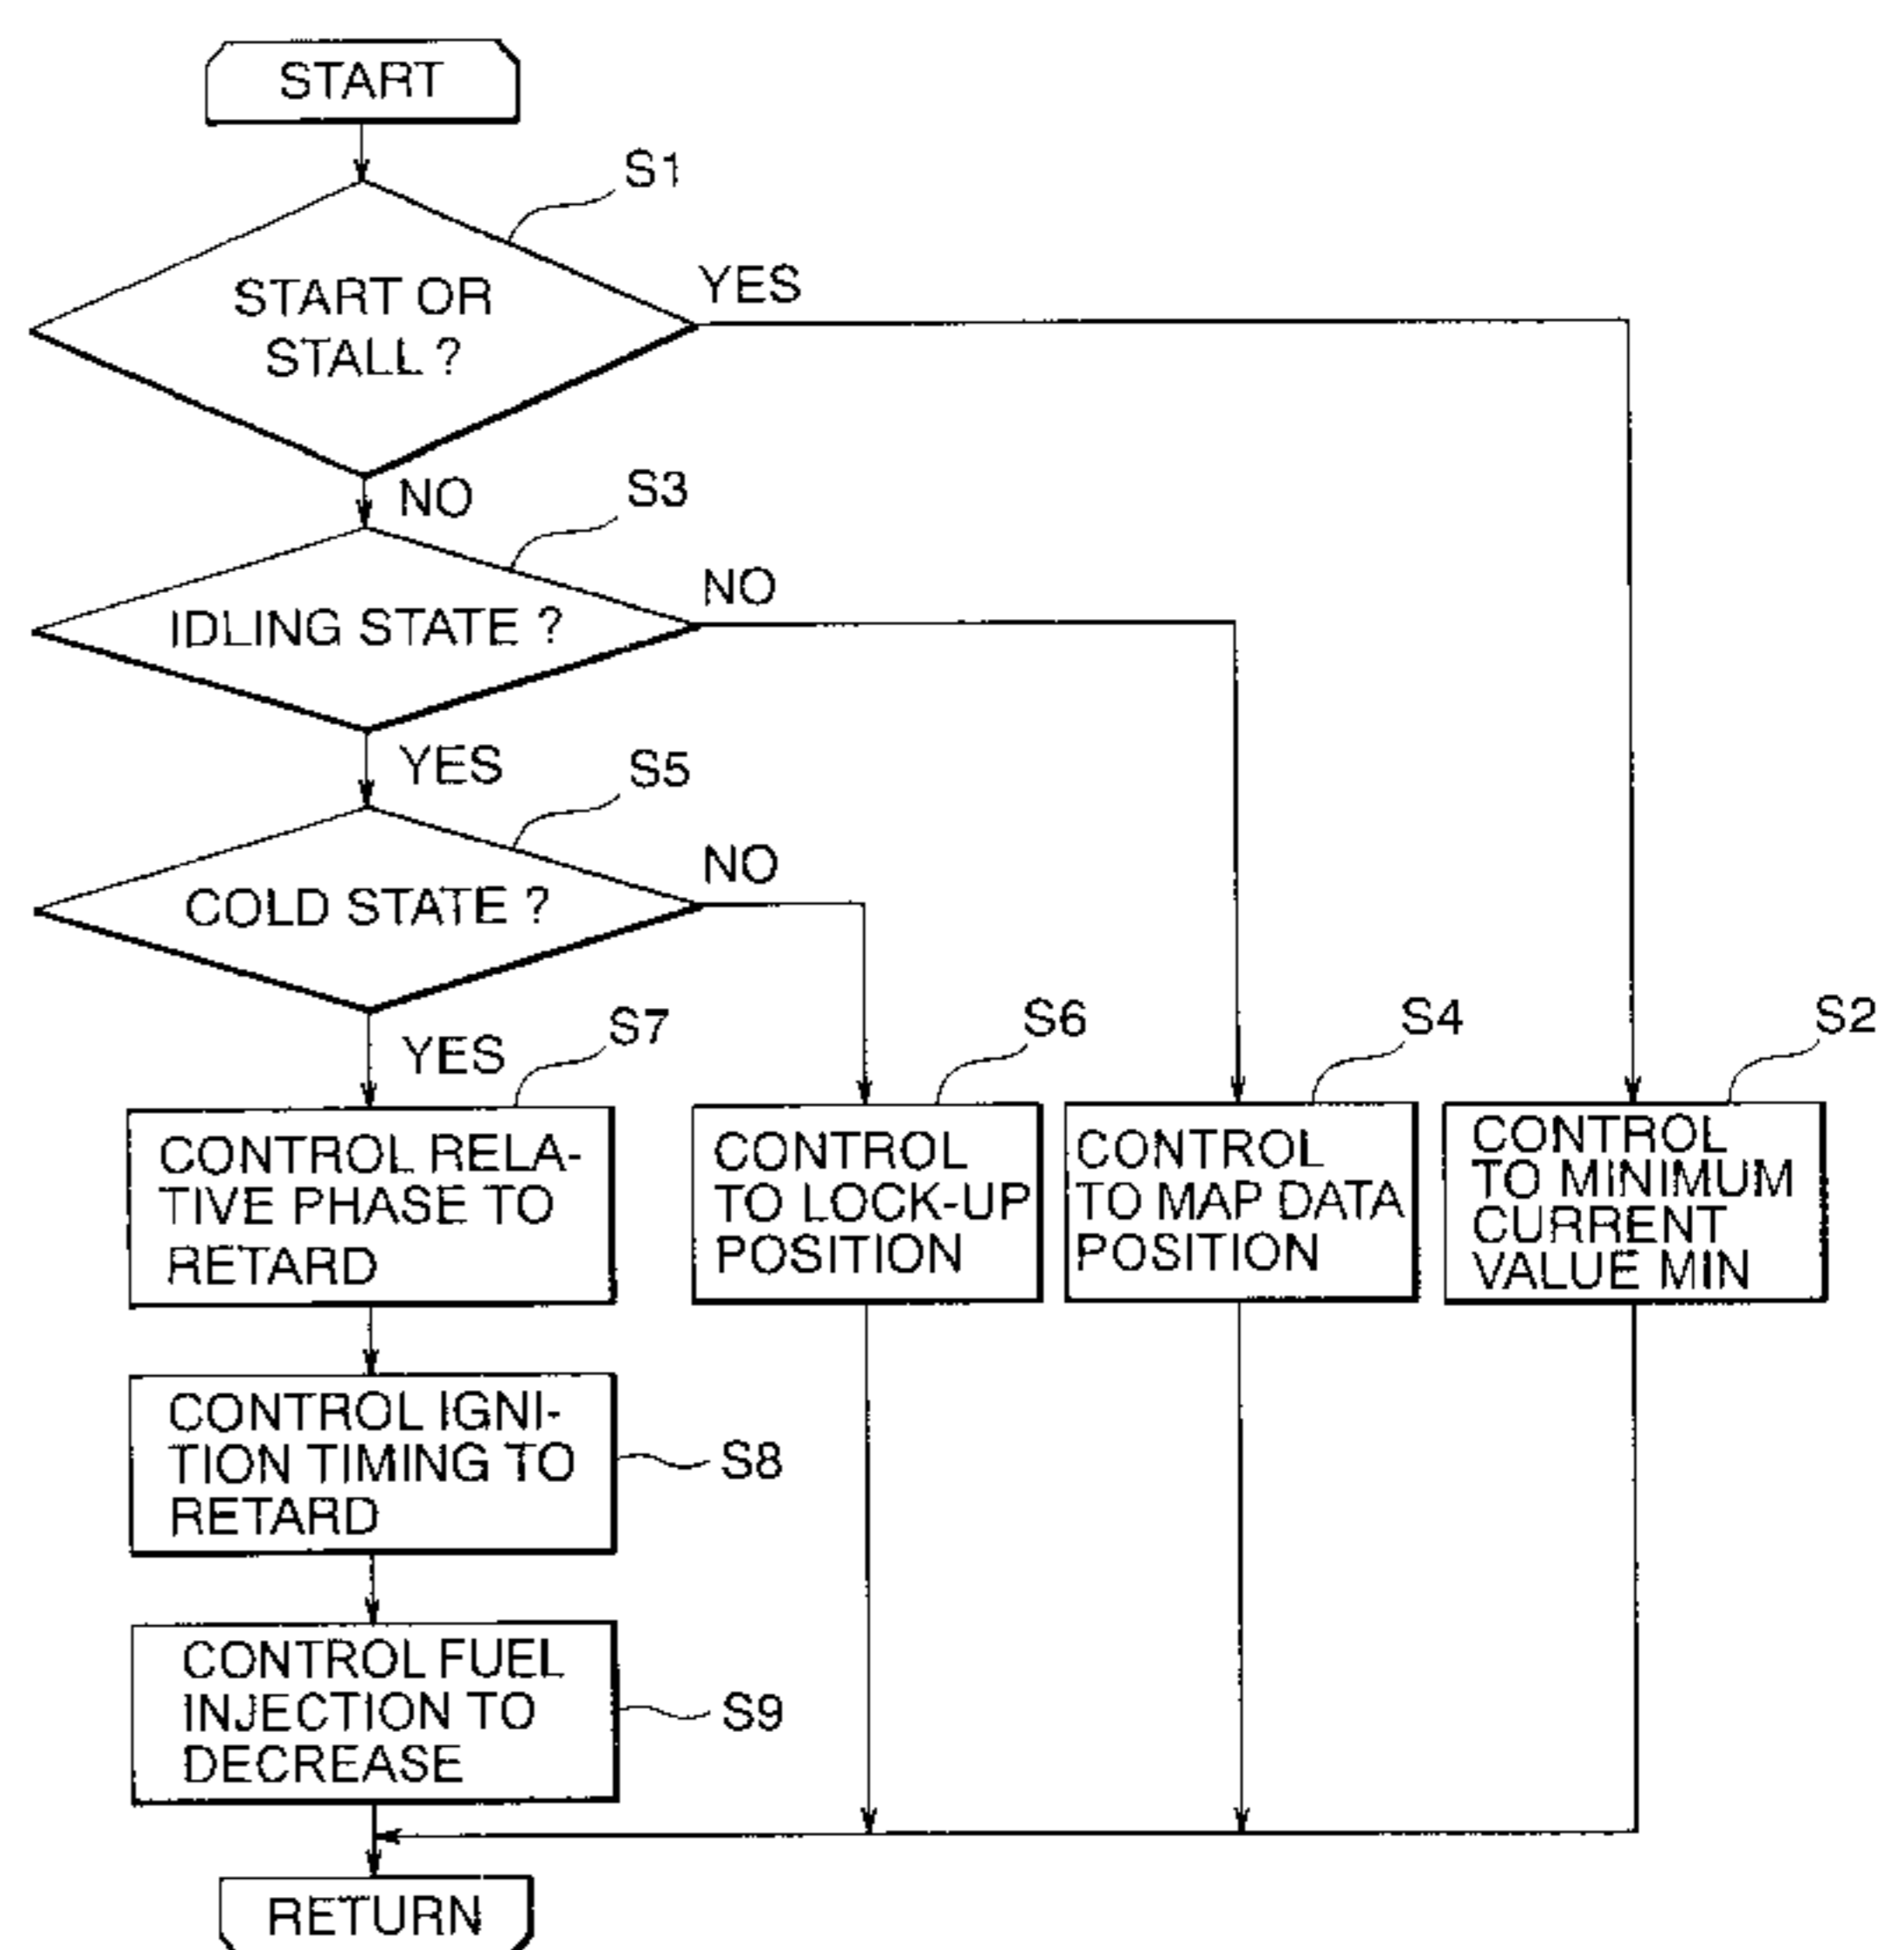 START
S1
START OR
STALL ?
YES
NO
S3
IDLING STATE ?
NO
YES
S5
COLD STATE ?
NO
YES
S7
S6
S4
S2
CONTROL RELA-
TIVE PHASE TO
RETARD
CONTROL
TO LOCK-UP
POSITION
CONTROL
TO MAP DATA
POSITION
CONTROL
TO MINIMUM
CURRENT
VALUE MIN
CONTROL IGNI-
TION TIMING TO
RETARD
S8
CONTROL FUEL
INJECTION TO
DECREASE
S9
RETURN